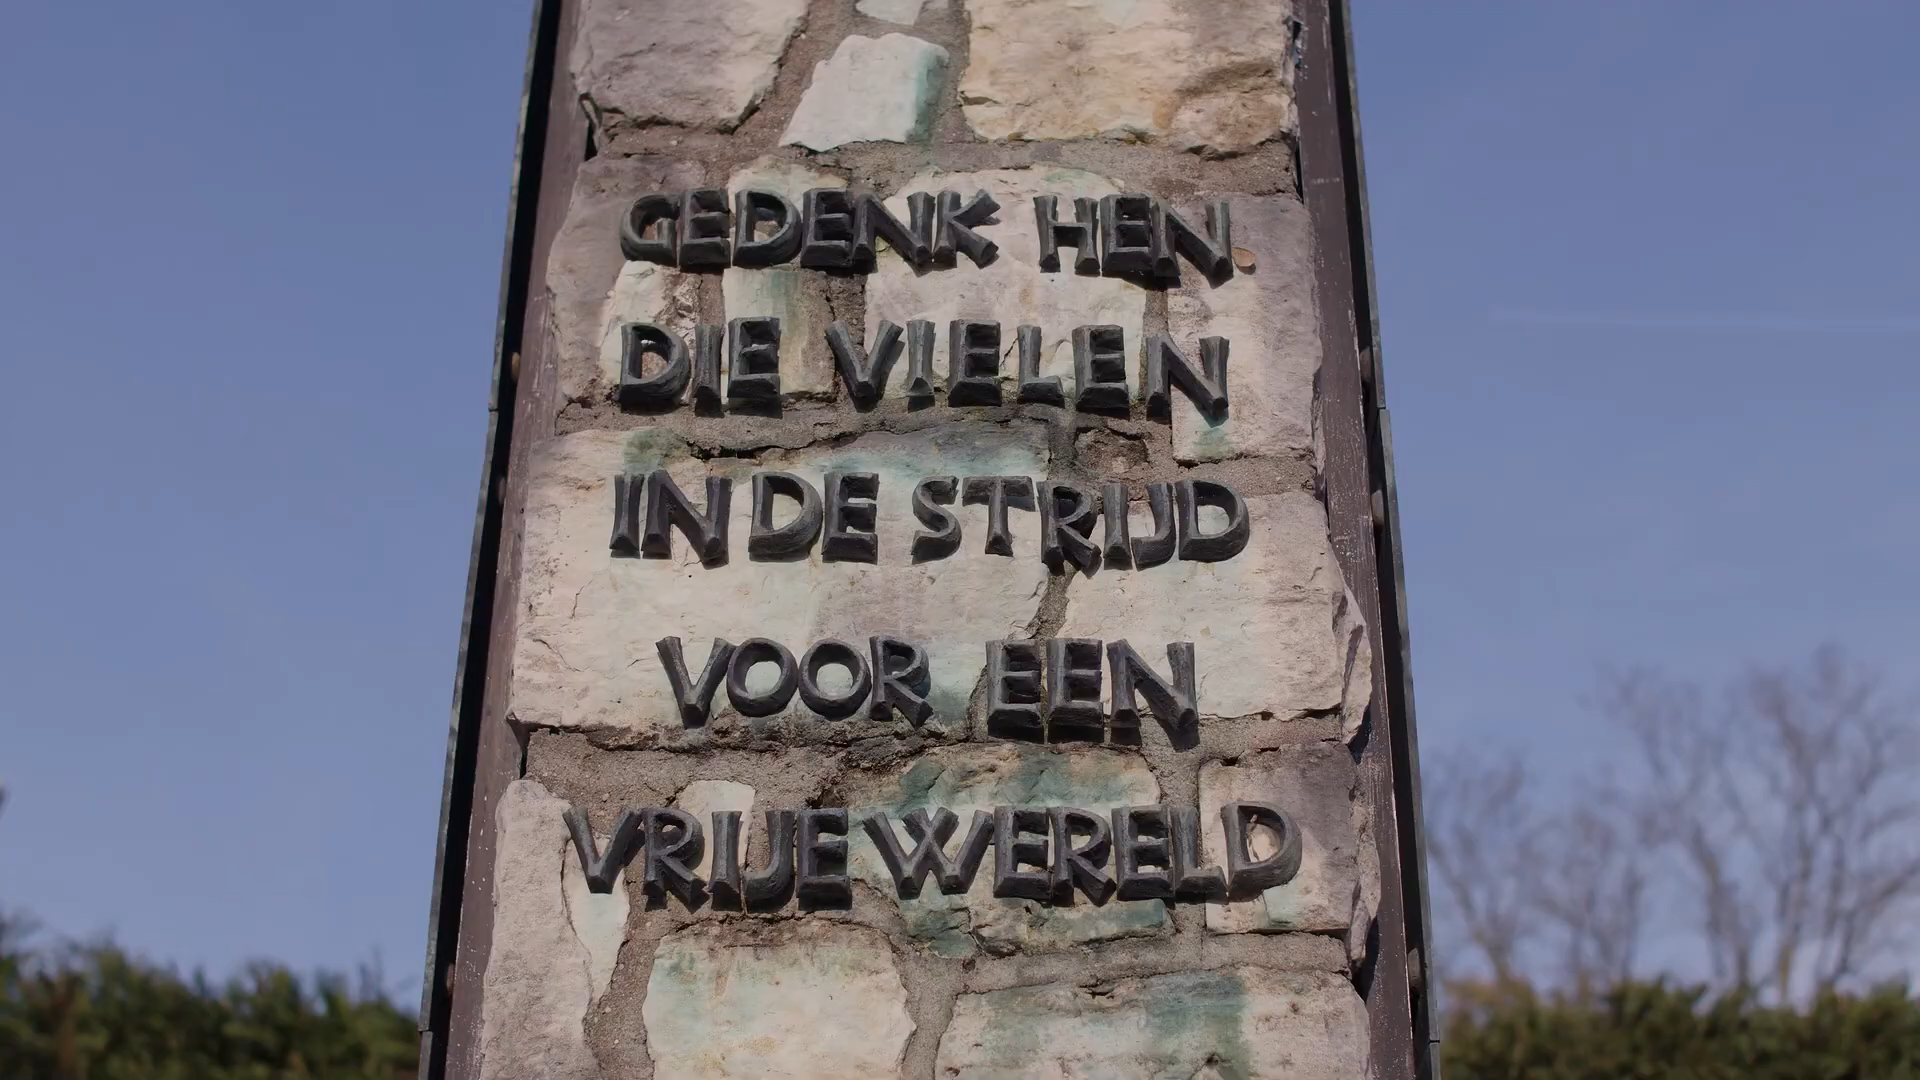 GEDENK HEN
DIE VIELEN
IN DE STRIJD
VOOR EEN
VRIJE WERELD